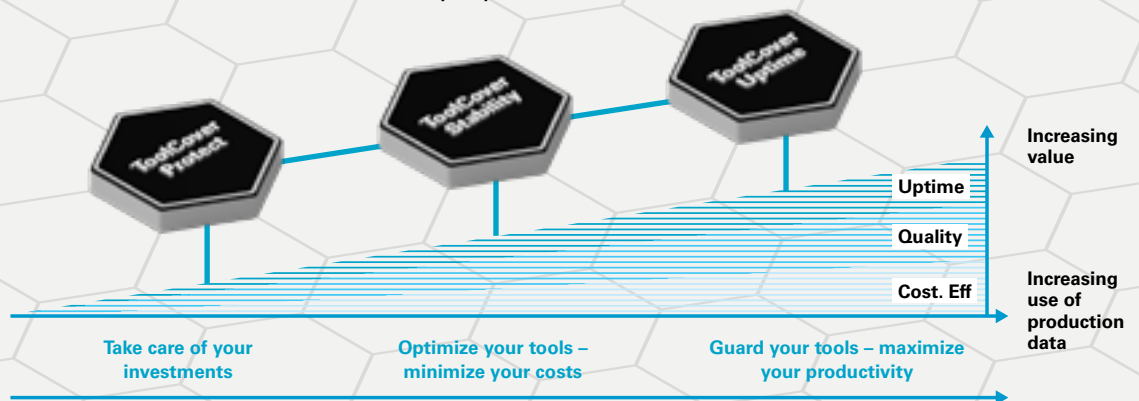 ToolCover
Protect
ToolCover
Stability
ToolCover
Uptime
Increasing
value
Uptime
Quality
Cost. Eff
Increasing
use of
production
data
Take care of your
investments
Optimize your tools –
minimize your costs
Guard your tools – maximize
your productivity